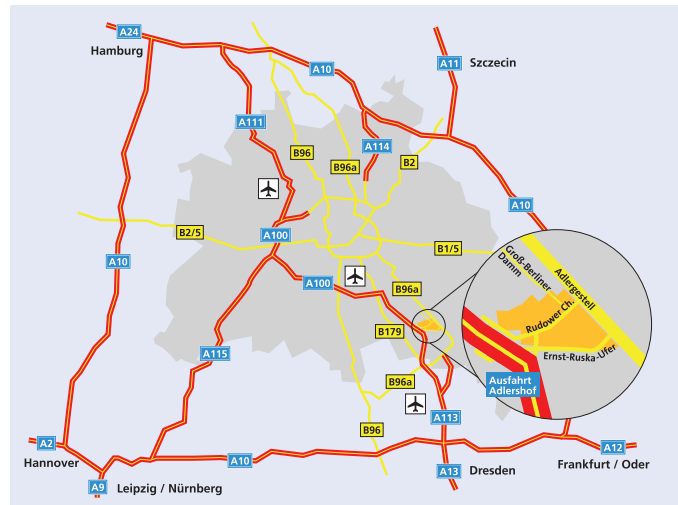 A24
Hamburg
A10
A11
Szczecin
A111
B96
B96a
A114
B2
A10
B2/5
A100
B1/5
A10
A100
B96a
Groß-Berliner
Damm
Adlergestell
Rudower Ch.
Ernst-Ruska-Ufer
Ausfahrt
Adlershof
B179
A115
B96a
A113
B96
A2
Hannover
A10
A12
Frankfurt / Oder
A13
Dresden
A9
Leipzig / Nürnberg